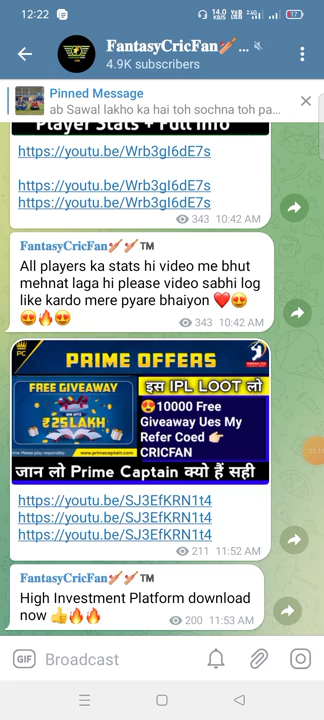 12:22
14.0 KB/S
17
FantasyCricFan🏏...
4.9K subscribers
Pinned Message
ab Sawal lakho ka hai toh sochna toh pa...
Player Stats + Full Info
https://youtu.be/Wrb3gI6dE7s
https://youtu.be/Wrb3gI6dE7s
https://youtu.be/Wrb3gI6dE7s
343 10:42 AM
FantasyCricFan🏏🏏™
All players ka stats hi video me bhut
mehnat laga hi please video sabhi log
like kardo mere pyare bhaiyon ❤️😍
😍🔥😍
343 10:42 AM
PC
PRIME OFFERS
FREE GIVEAWAY
₹25LAKH
www.primecaptain.com
इस IPL LOOT लो
😍10000 Free
Giveaway Ues My
Refer Coed 👉🏻
CRICFAN
जान लो Prime Captain क्यो हैं सही
https://youtu.be/SJ3EfKRN1t4
https://youtu.be/SJ3EfKRN1t4
https://youtu.be/SJ3EfKRN1t4
211 11:52 AM
FantasyCricFan🏏🏏™
High Investment Platform download
now 👍🔥🔥
200 11:53 AM
GIF Broadcast